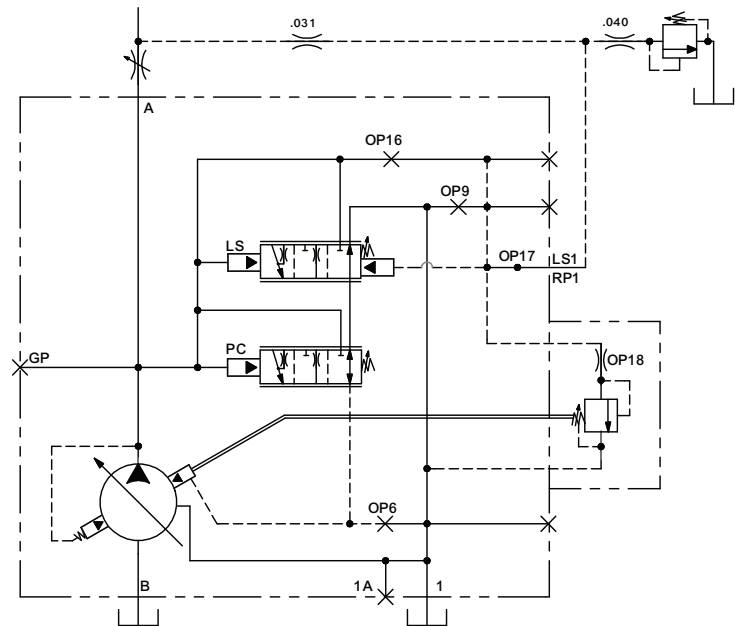 .031
.040
A
OP16
OP9
LS
OP17
LS1
RP1
PC
GP
OP18
OP6
B
1A
1